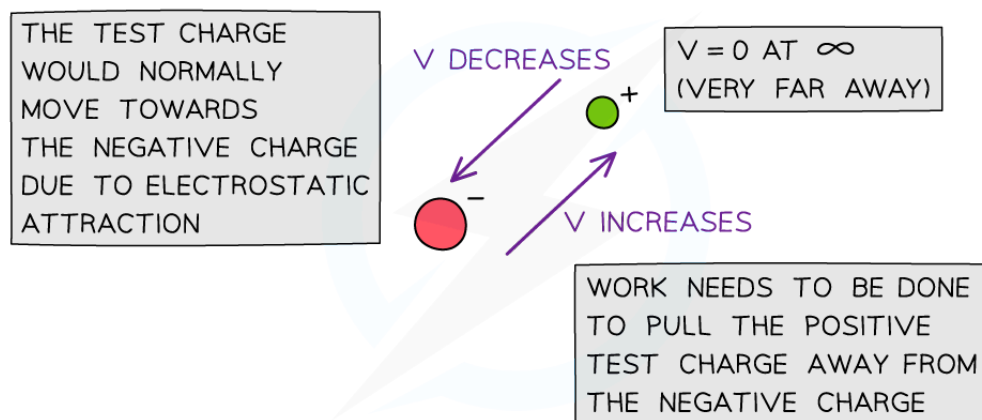 THE TEST CHARGE
WOULD NORMALLY
MOVE TOWARDS
THE NEGATIVE CHARGE
DUE TO ELECTROSTATIC
ATTRACTION
V DECREASES
+
V = 0 AT ∞
(VERY FAR AWAY)
−
V INCREASES
WORK NEEDS TO BE DONE
TO PULL THE POSITIVE
TEST CHARGE AWAY FROM
THE NEGATIVE CHARGE